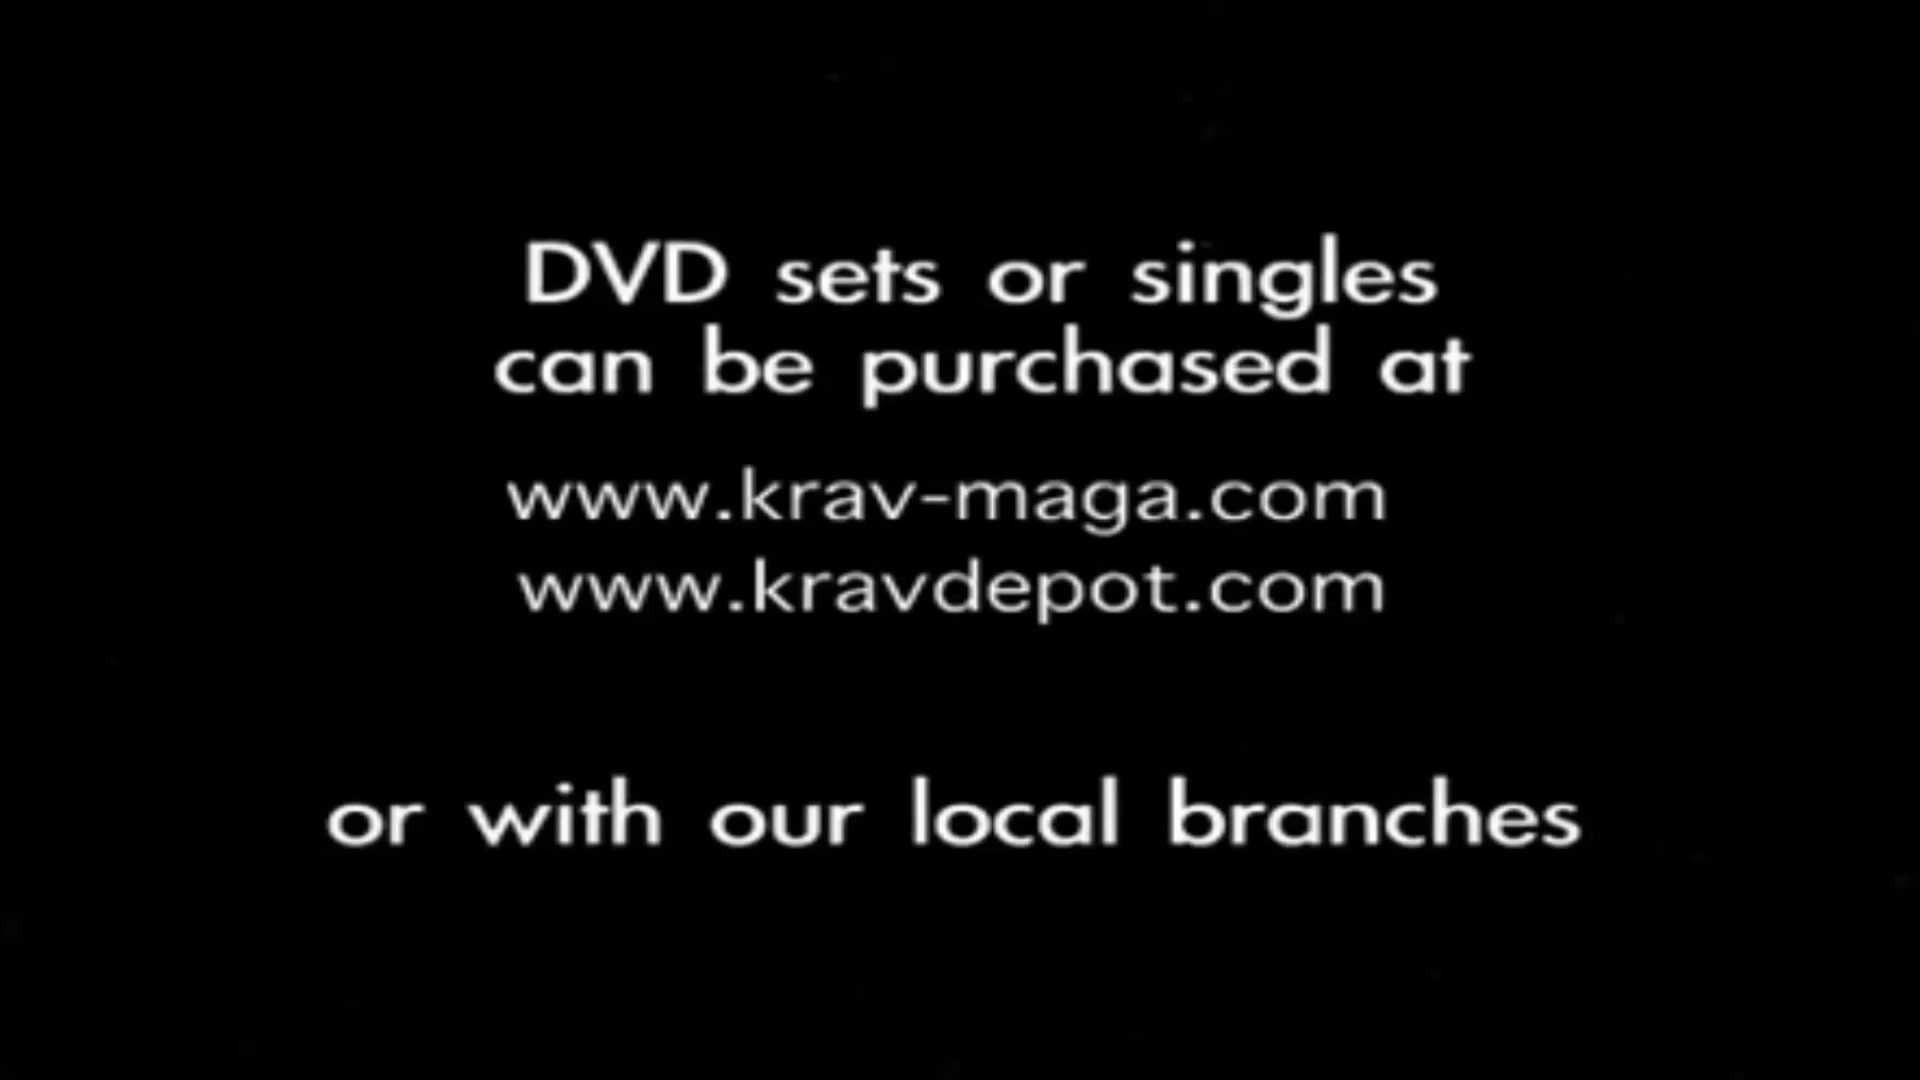 DVD sets or singles
can be purchased at
www.krav-maga.com
www.kravdepot.com
or with our local branches